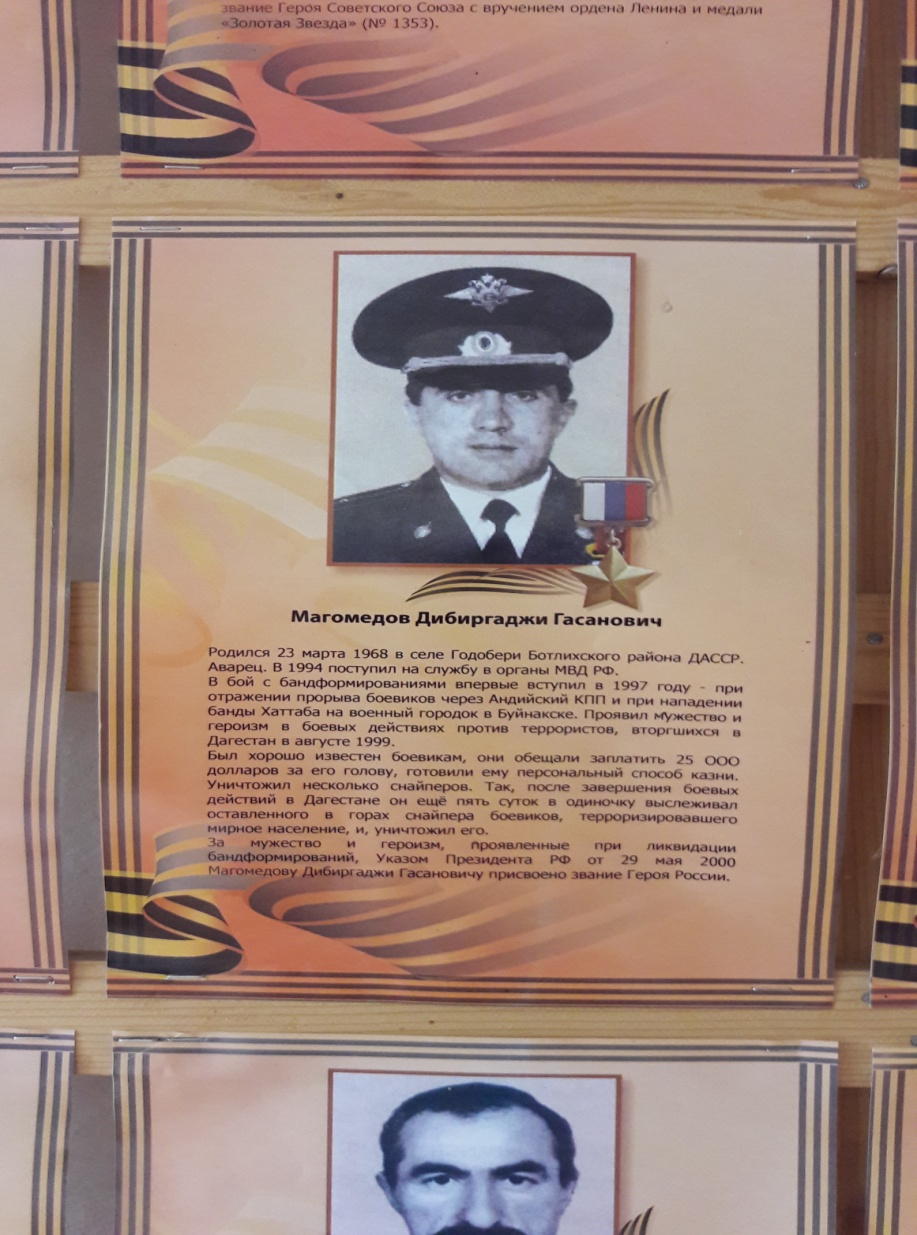 звание Героя Советского Союза с вручением ордена Ленина и медали
«Золотая Звезда» (№ 1353).
Магомедов Дибиргаджи Гасанович
Родился 23 марта 1968 в селе Годобери Ботлихского района ДАССР.
Аварец. В 1994 поступил на службу в органы МВД РФ.
В бой с бандформированиями впервые вступил в 1997 году - при
отражении прорыва боевиков через Андийский КПП и при нападении
банды Хаттаба на военный городок в Буйнакске. Проявил мужество и
героизм в боевых действиях против террористов, вторгшихся в
Дагестан в августе 1999.
Был хорошо известен боевикам, они обещали заплатить 25 ООО
долларов за его голову, готовили ему персональный способ казни.
Уничтожил несколько снайперов. Так, после завершения боевых
действий в Дагестане он ещё пять суток в одиночку выслеживал
оставленного в горах снайпера боевиков, терроризировавшего
мирное население, и, уничтожил его.
За мужество и героизм, проявленные при ликвидации
бандформирований, Указом Президента РФ от 29 мая 2000
Магомедову Дибиргаджи Гасановичу присвоено звание Героя России.